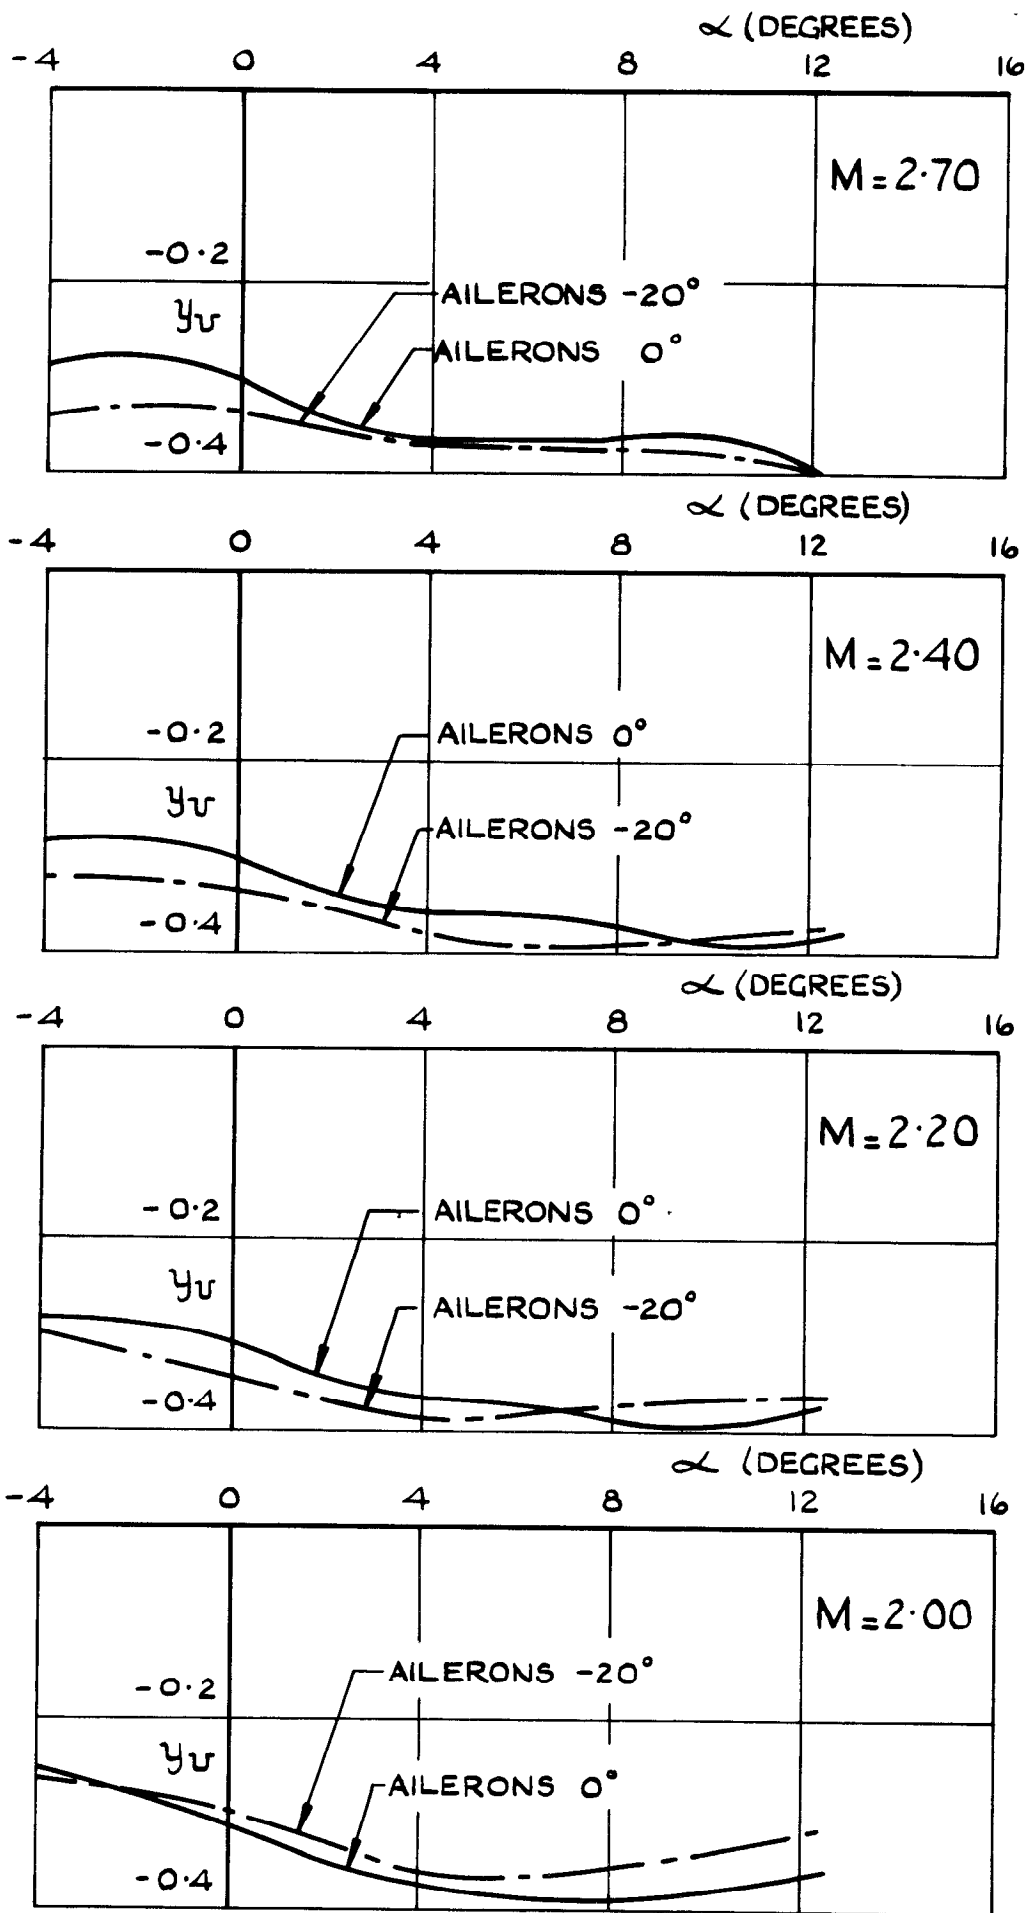 α (DEGREES)
-4 0 4 8 12 16
M = 2·70
-0·2
AILERONS -20°
yv
AILERONS 0°
-0·4
α (DEGREES)
-4 0 4 8 12 16
M = 2·40
-0·2 AILERONS 0°
yv
AILERONS -20°
-0·4
α (DEGREES)
-4 0 4 8 12 16
M = 2·20
-0·2 AILERONS 0°
yv
AILERONS -20°
-0·4
α (DEGREES)
-4 0 4 8 12 16
M = 2·00
AILERONS -20°
-0·2
yv
AILERONS 0°
-0·4